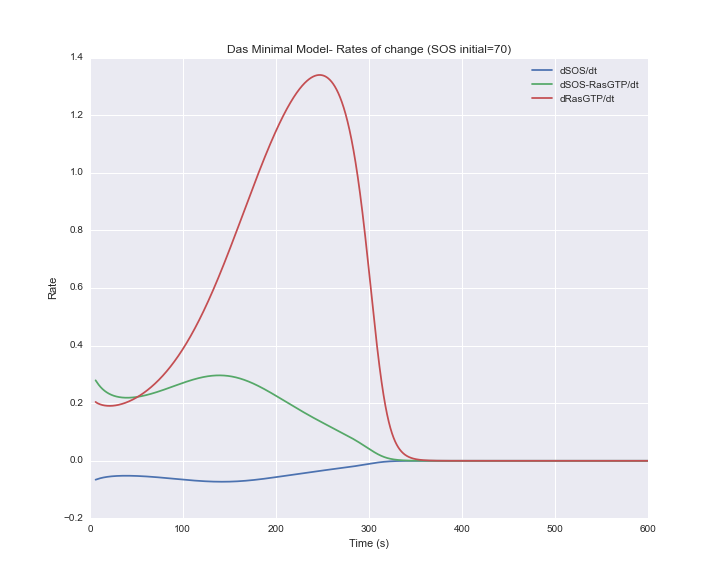 Das Minimal Model- Rates of change (SOS initial=70)
1.4
1.2
1.0
0.8
0.6
0.4
0.2
0.0
−0.2
Rate
dSOS/dt
dSOS-RasGTP/dt
dRasGTP/dt
0 100 200 300 400 500 600
Time (s)